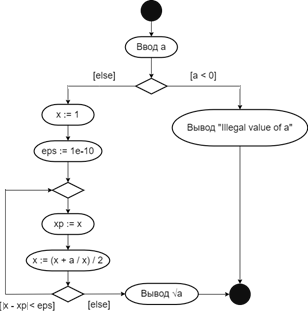 Ввод a
[else]
[a < 0]
x := 1
Вывод "Illegal value of a"
eps := 1e-10
xp := x
x := (x + a / x) / 2
[|x - xp|< eps]
[else]
Вывод √a